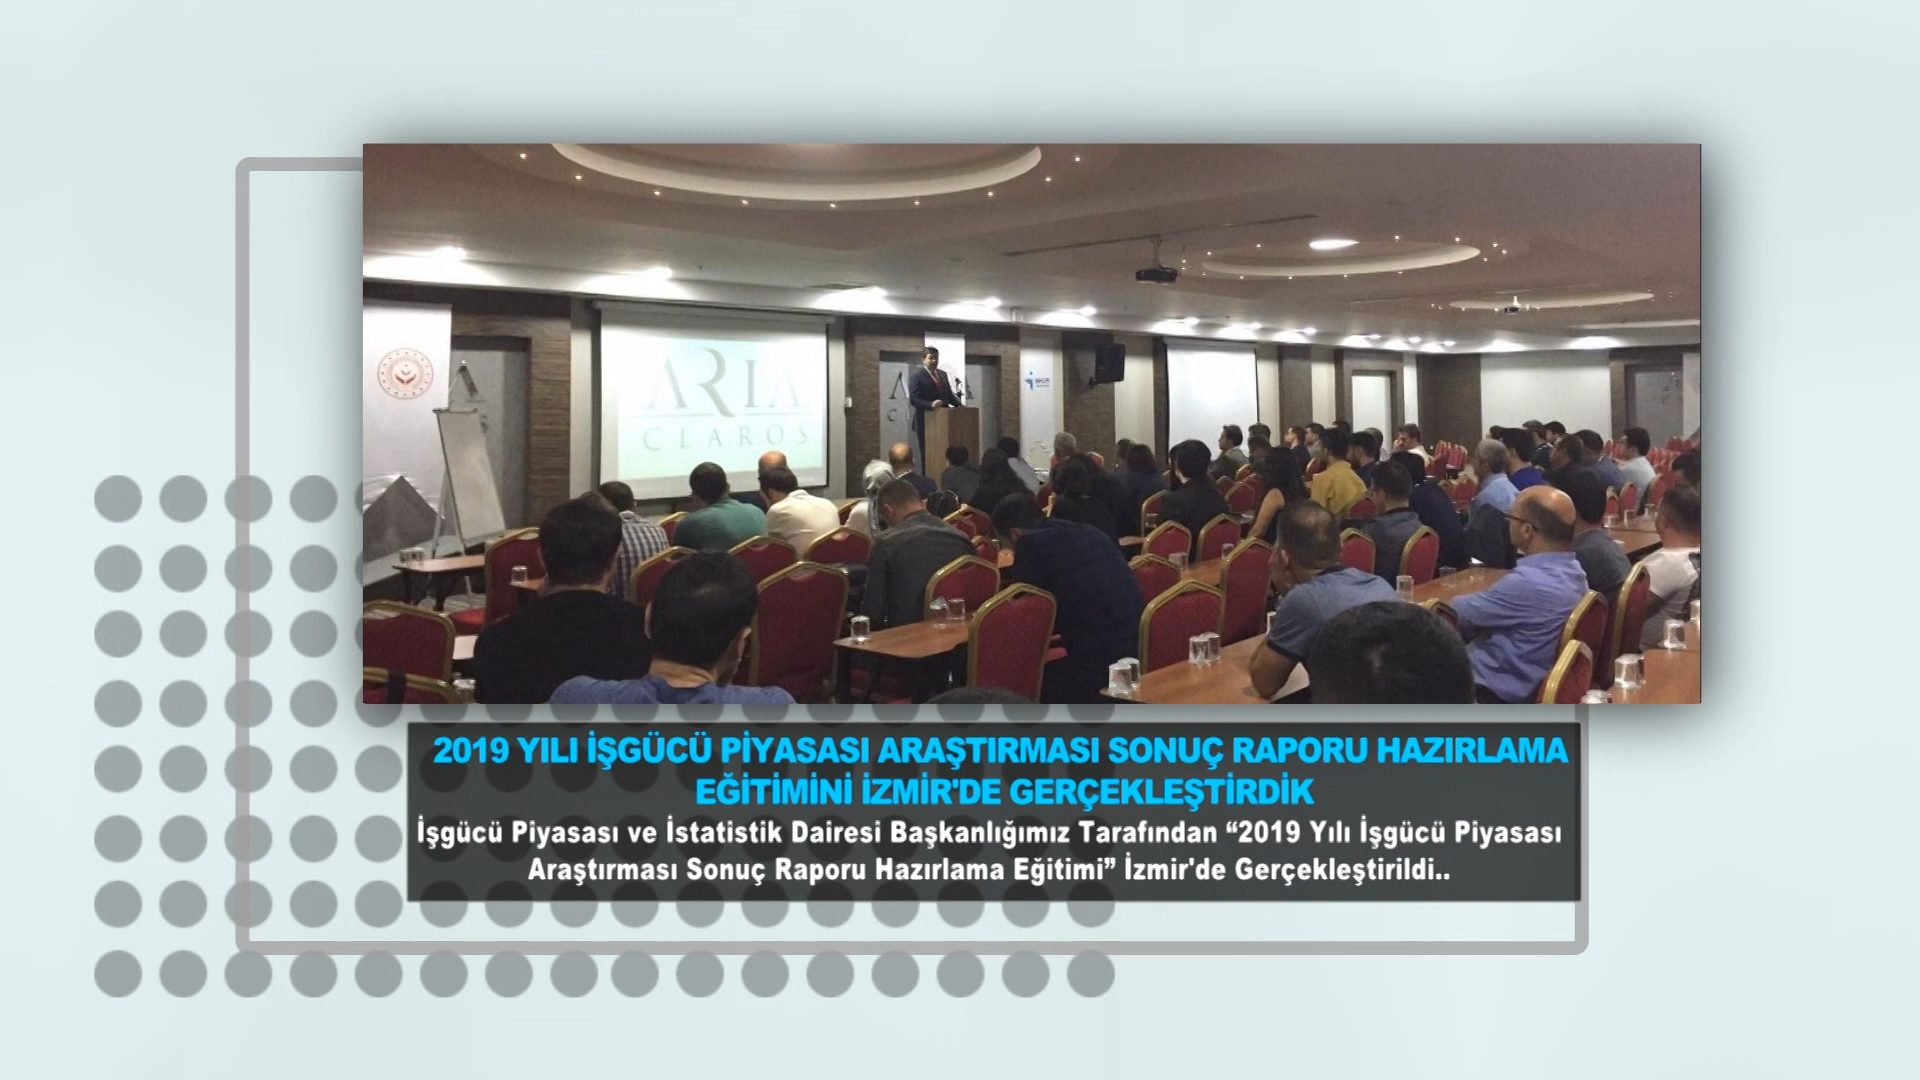 ARIA
CLAROS
İŞKUR
2019 YILI İŞGÜCÜ PİYASASI ARAŞTIRMASI SONUÇ RAPORU HAZIRLAMA
EĞİTİMİNİ İZMİR'DE GERÇEKLEŞTİRDİK
İşgücü Piyasası ve İstatistik Dairesi Başkanlığımız Tarafından “2019 Yılı İşgücü Piyasası
Araştırması Sonuç Raporu Hazırlama Eğitimi” İzmir'de Gerçekleştirildi..